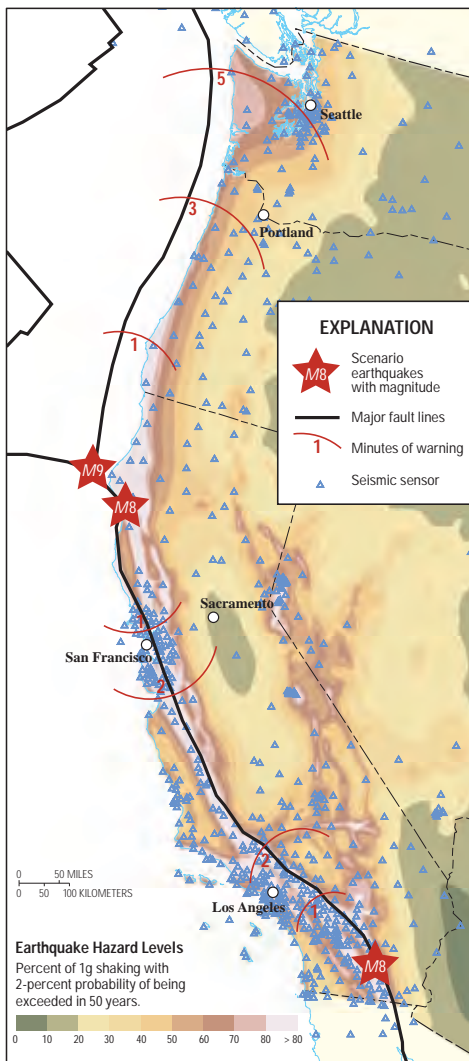 5
Seattle
3
Portland
EXPLANATION
M8
Scenario
earthquakes
with magnitude
Major fault lines
1
Minutes of warning
Seismic sensor
1
M9
M8
Sacramento
1
San Francisco
2
0 50 MILES
0 50 100 KILOMETERS
2
Los Angeles
1
M8
Earthquake Hazard Levels
Percent of 1g shaking with
2-percent probability of being
exceeded in 50 years.
0 10 20 30 40 50 60 70 80 > 80